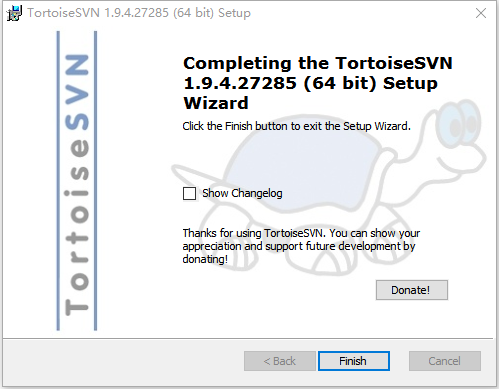 TortoiseSVN 1.9.4.27285 (64 bit) Setup
TortoiseSVN
Completing the TortoiseSVN
1.9.4.27285 (64 bit) Setup
Wizard
Click the Finish button to exit the Setup Wizard.
Show Changelog
Thanks for using TortoiseSVN. You can show your
appreciation and support future development by
donating!
Donate!
< Back
Finish
Cancel